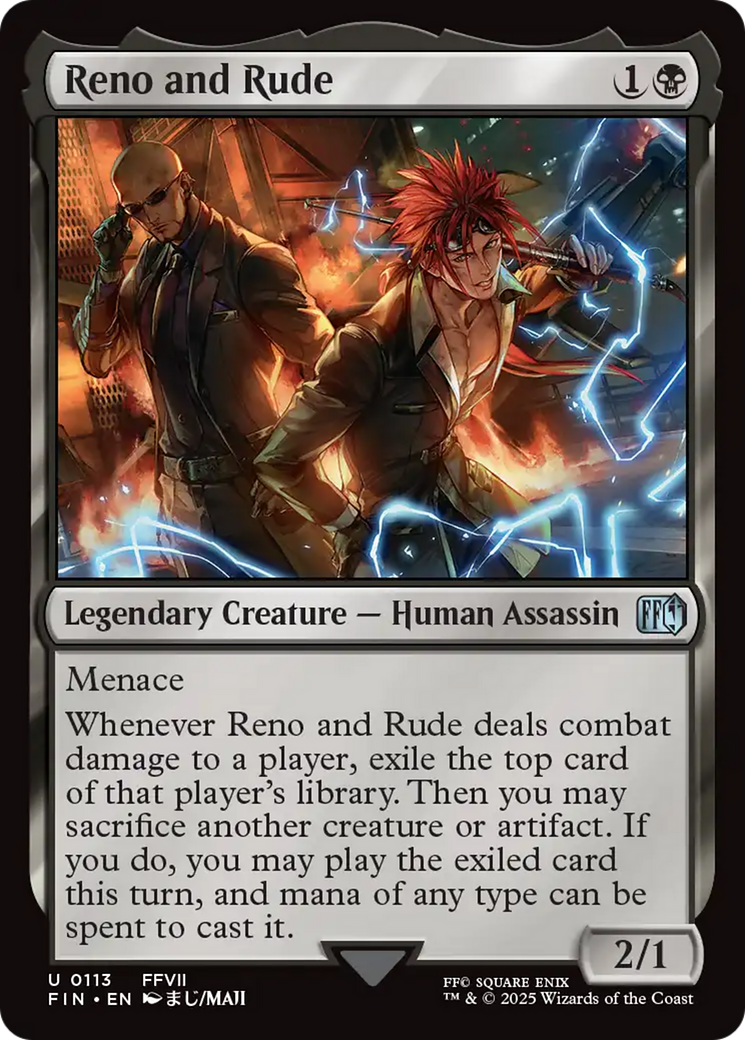 Reno and Rude 1
Legendary Creature — Human Assassin FF
Menace
Whenever Reno and Rude deals combat
damage to a player, exile the top card
of that player's library. Then you may
sacrifice another creature or artifact. If
you do, you may play the exiled card
this turn, and mana of any type can be
spent to cast it.
2/1
U 0113 FFVII
FIN • EN まじ/MAJI
FF© SQUARE ENIX
™ & © 2025 Wizards of the Coast